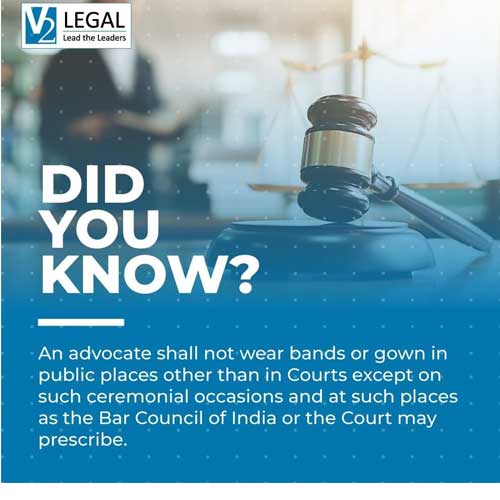 V2 LEGAL
Lead the Leaders
DID
YOU
KNOW?
An advocate shall not wear bands or gown in
public places other than in Courts except on
such ceremonial occasions and at such places
as the Bar Council of India or the Court may
prescribe.